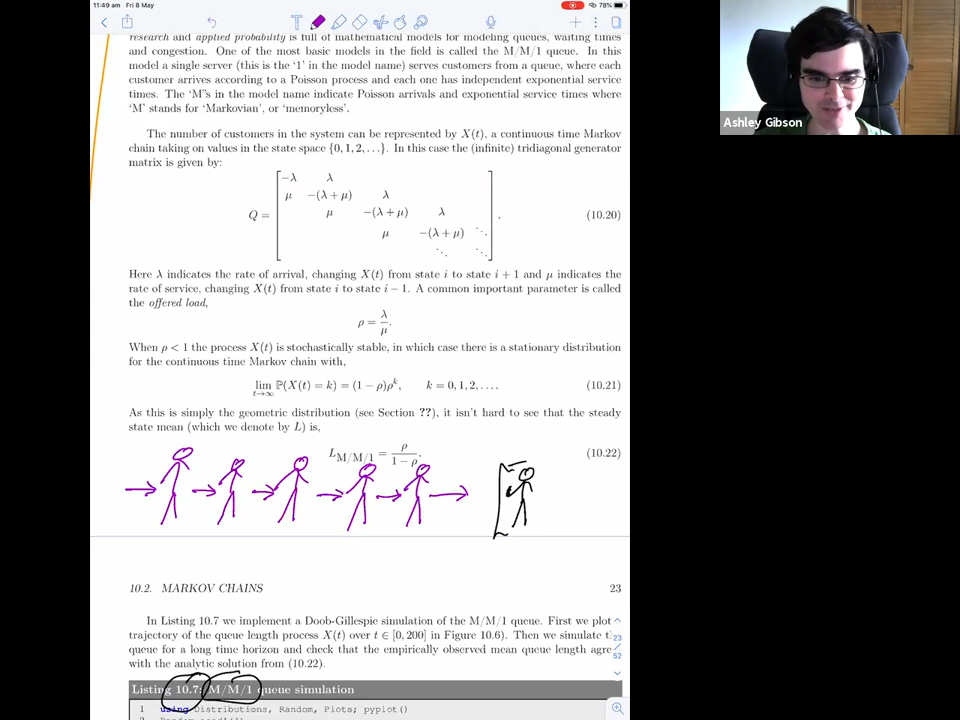 11:49 am Fri 8 May
78%
research and applied probability is full of mathematical models for modeling queues, waiting times
and congestion. One of the most basic models in the field is called the M/M/1 queue. In this
model a single server (this is the '1' in the model name) serves customers from a queue, where each
customer arrives according to a Poisson process and each one has independent exponential service
times. The 'M's in the model name indicate Poisson arrivals and exponential service times where
'M' stands for 'Markovian', or 'memoryless'.
The number of customers in the system can be represented by X(t), a continuous time Markov
chain taking on values in the state space {0, 1, 2, . . .}. In this case the (infinite) tridiagonal generator
matrix is given by:
−λ λ
μ −(λ + μ) λ
Q = μ −(λ + μ) λ . (10.20)
μ −(λ + μ) ⋱
⋱ ⋱
Here λ indicates the rate of arrival, changing X(t) from state i to state i + 1 and μ indicates the
rate of service, changing X(t) from state i to state i − 1. A common important parameter is called
the offered load,
ρ = λ/μ.
When ρ < 1 the process X(t) is stochastically stable, in which case there is a stationary distribution
for the continuous time Markov chain with,
lim t→∞ ℙ(X(t) = k) = (1 − ρ)ρ^k, k = 0, 1, 2, . . . . (10.21)
As this is simply the geometric distribution (see Section ??), it isn't hard to see that the steady
state mean (which we denote by L) is,
L_M/M/1 = ρ/(1−ρ). (10.22)
10.2. MARKOV CHAINS 23
In Listing 10.7 we implement a Doob-Gillespie simulation of the M/M/1 queue. First we plot
trajectory of the queue length process X(t) over t ∈ [0, 200] in Figure 10.6). Then we simulate t
queue for a long time horizon and check that the empirically observed mean queue length agre
with the analytic solution from (10.22).
23
52
Listing 10.7: M/M/1 queue simulation
1 using Distributions, Random, Plots; pyplot()
Ashley Gibson